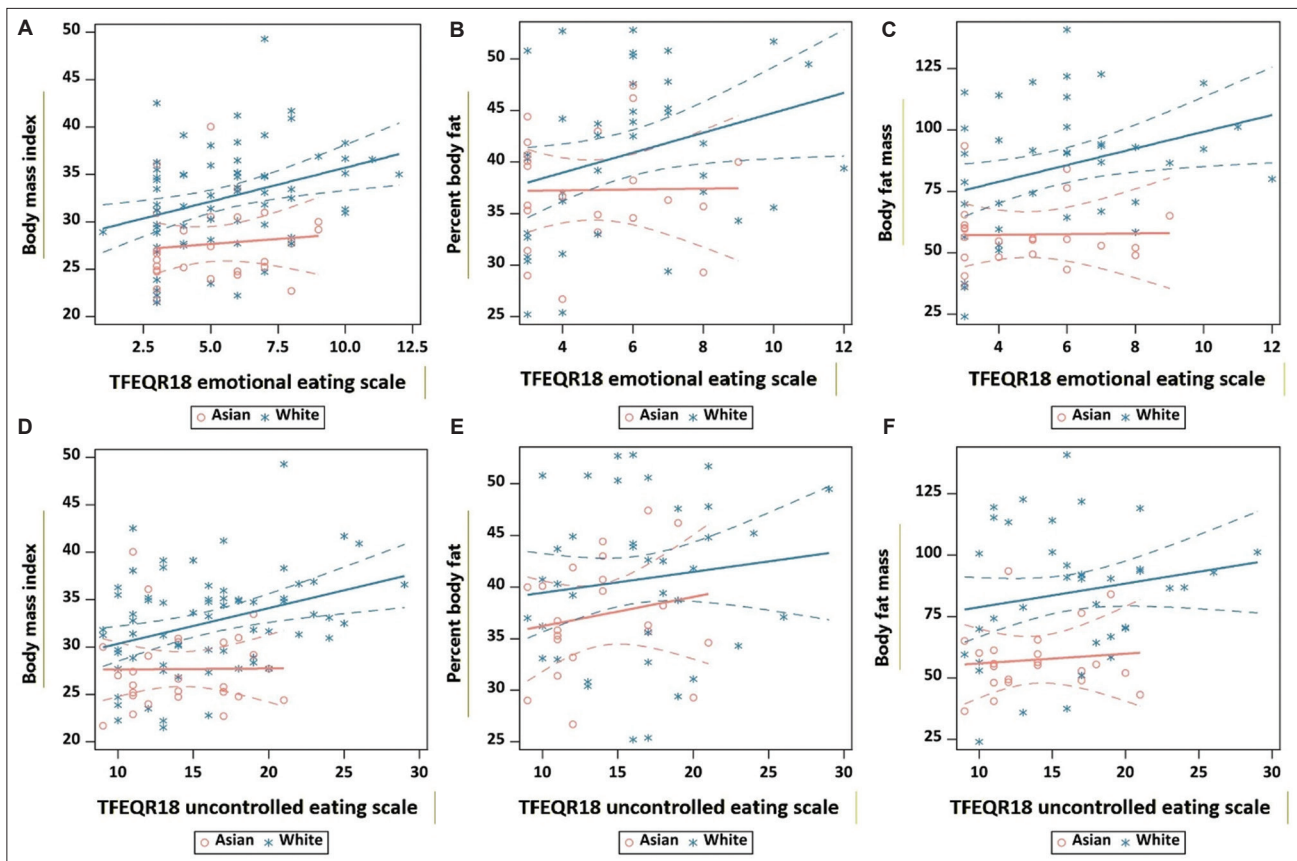 A
50
45
40
35
30
25
20
Body mass index
2.5 5.0 7.5 10.0 12.5
TFEQR18 emotional eating scale
Asian White
B
50
45
40
35
30
25
Percent body fat
4 6 8 10 12
TFEQR18 emotional eating scale
Asian White
C
125
100
75
50
25
Body fat mass
4 6 8 10 12
TFEQR18 emotional eating scale
Asian White
D
50
45
40
35
30
25
20
Body mass index
10 15 20 25 30
TFEQR18 uncontrolled eating scale
Asian White
E
50
45
40
35
30
25
Percent body fat
10 15 20 25 30
TFEQR18 uncontrolled eating scale
Asian White
F
125
100
75
50
25
Body fat mass
10 15 20 25 30
TFEQR18 uncontrolled eating scale
Asian White